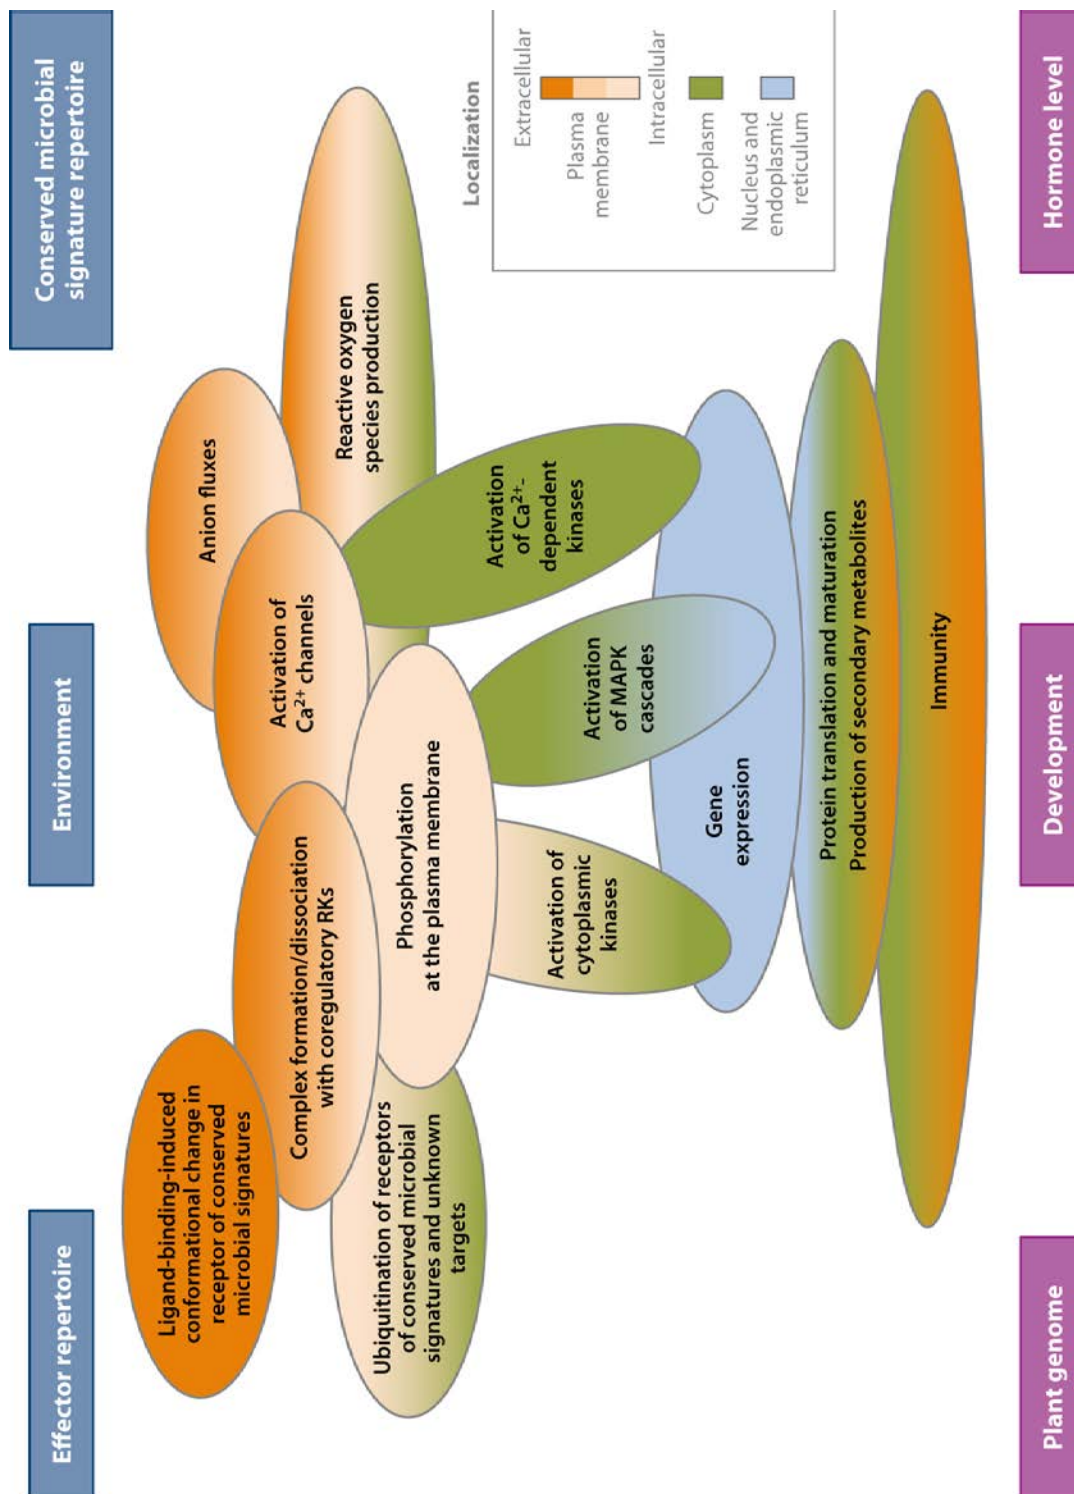 Effector repertoire
Environment
Conserved microbial
signature repertoire
Ligand-binding-induced
conformational change in
receptor of conserved
microbial signatures
Anion fluxes
Complex formation/dissociation
with coregulatory RKs
Activation of
Ca²⁺ channels
Reactive oxygen
species production
Ubiquitination of receptors
of conserved microbial
signatures and unknown
targets
Phosphorylation
at the plasma membrane
Activation of
cytoplasmic
kinases
Activation
of MAPK
cascades
Activation
of Ca²⁺-
dependent
kinases
Gene
expression
Protein translation and maturation
Production of secondary metabolites
Immunity
Localization
Extracellular
Plasma
membrane
Intracellular
Cytoplasm
Nucleus and
endoplasmic
reticulum
Plant genome
Development
Hormone level